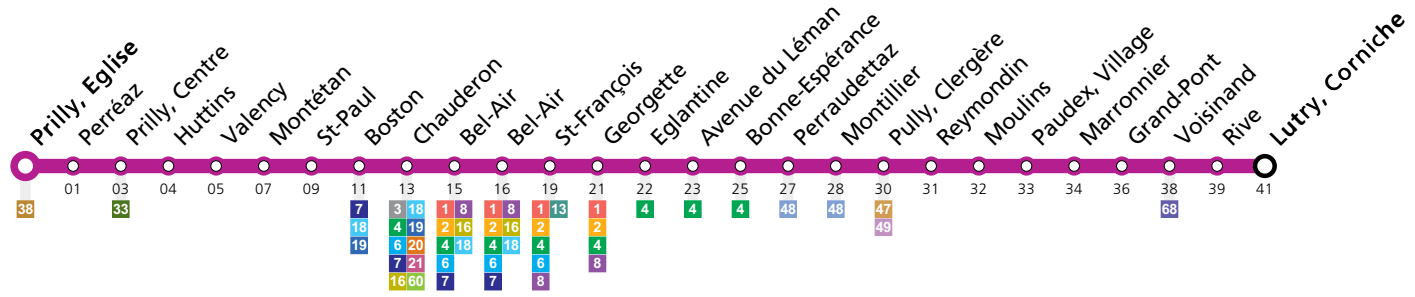 Prilly, Eglise
Perréaz
Prilly, Centre
Huttins
Valency
Montétan
St-Paul
Boston
Chauderon
Bel-Air
Bel-Air
St-François
Georgette
Eglantine
Avenue du Léman
Bonne-Espérance
Perraudettaz
Montillier
Pully, Clergère
Reymondin
Moulins
Paudex, Village
Marronnier
Grand-Pont
Voisinand
Rive
Lutry, Corniche
01 03 04 05 07 09 11 13 15 16 19 21 22 23 25 27 28 30 31 32 33 34 36 38 39 41
38 33 7 3 18 1 8 1 8 1 13 1 4 4 4 48 48 47 68
18 4 19 2 16 2 16 2 2 49
19 6 20 4 18 4 18 4 4
7 21 6 6 6 8
16 60 7 7 8